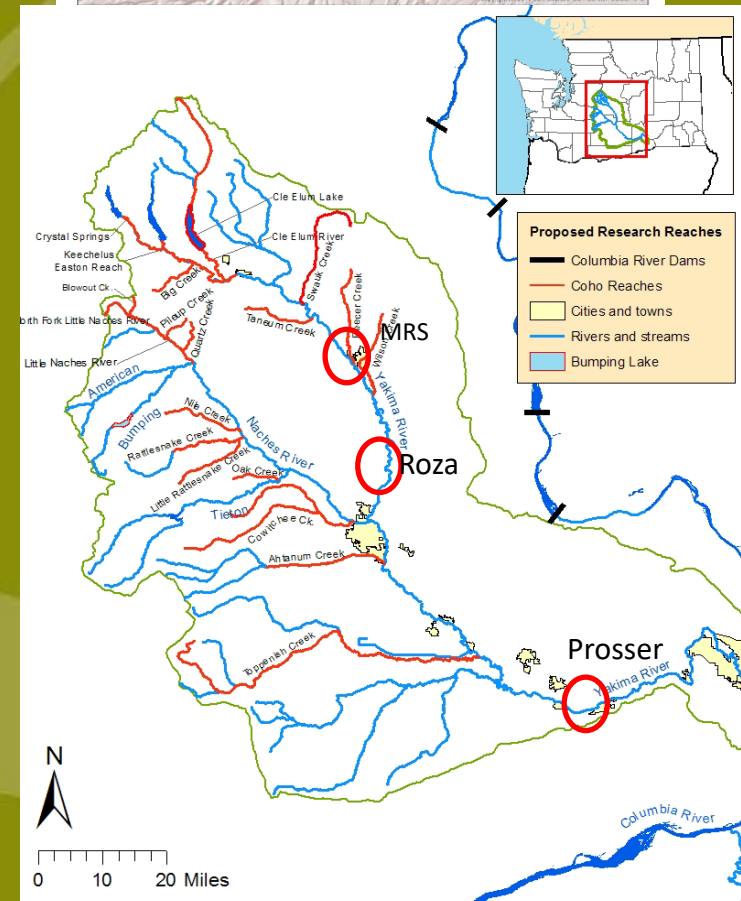 Cle Elum Lake
Crystal Springs
Cle Elum River
Keechelus
Easton Reach
Big Creek
Swauk Creek
Blowout Ck.
Pileup Creek
Reecer Creek
North Fork Little Naches River
Quartz Creek
Taneum Creek
Wilson Creek
MRS
Little Naches River
American
Bumping
Nile Creek
Naches River
Yakima River
Rattlesnake Creek
Little Rattlesnake Creek
Oak Creek
Roza
Tieton
Cowitchee Ck.
Ahtanum Creek
Toppenish Creek
Prosser
Yakima River
Columbia River
Proposed Research Reaches
Columbia River Dams
Coho Reaches
Cities and towns
Rivers and streams
Bumping Lake
N
0 10 20 Miles